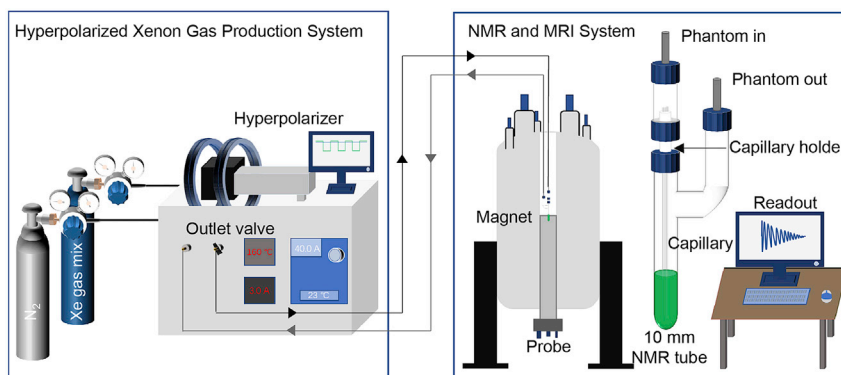 Hyperpolarized Xenon Gas Production System
NMR and MRI System
Phantom in
Phantom out
Hyperpolarizer
Capillary holde
Outlet valve
Magnet
Readout
Capillary
N2
Xe gas mix
40.0 A
24 °C
Probe
10 mm
NMR tube